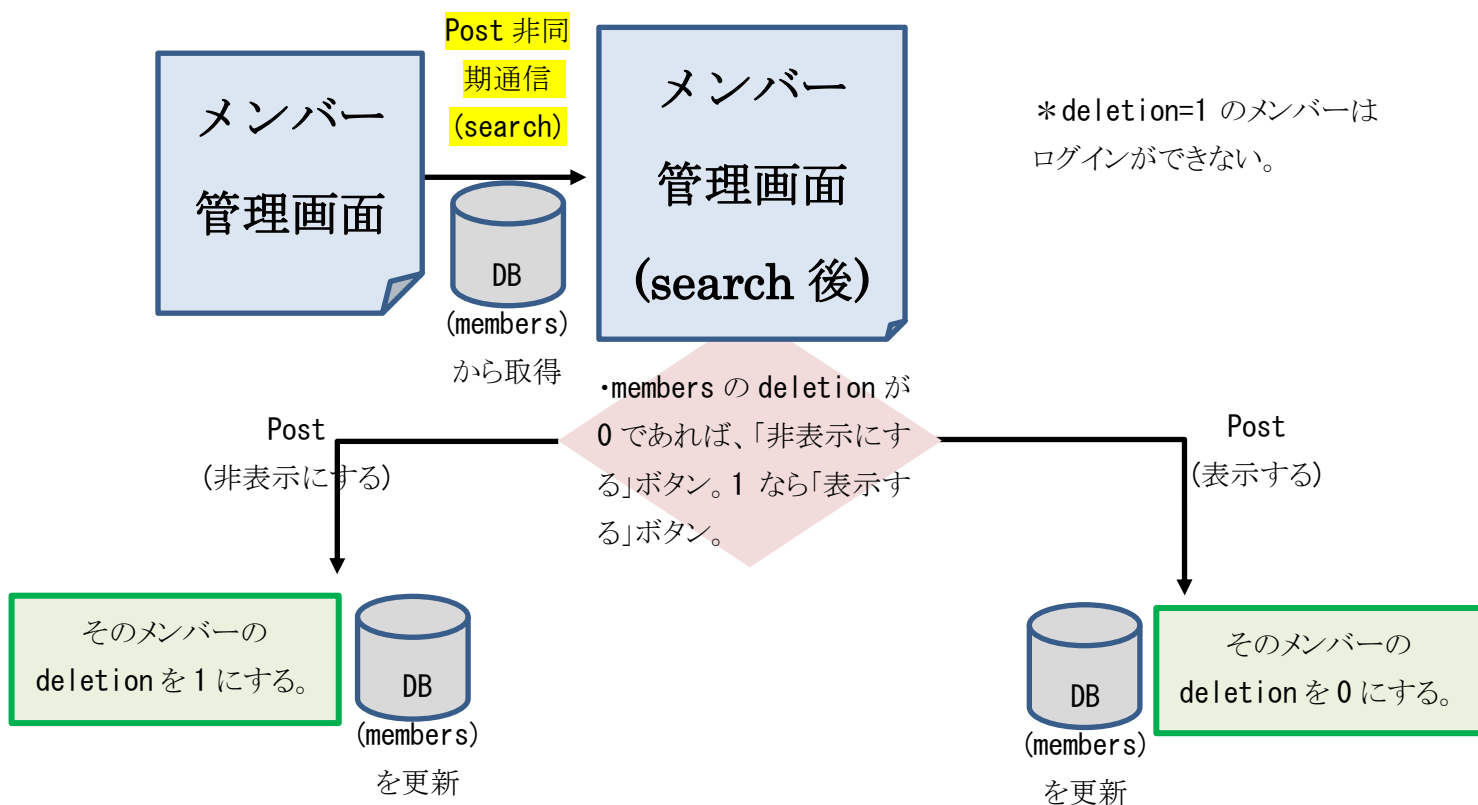 メンバー
管理画面
Post 非同
期通信
(search)
DB
(members)
から取得
メンバー
管理画面
(search 後)
＊deletion=1 のメンバーは
ログインができない。
・members の deletion が
0 であれば、「非表示にす
る」ボタン。1 なら「表示す
る」ボタン。
Post
(非表示にする)
Post
(表示する)
そのメンバーの
deletion を 1 にする。
DB
(members)
を更新
DB
(members)
を更新
そのメンバーの
deletion を 0 にする。